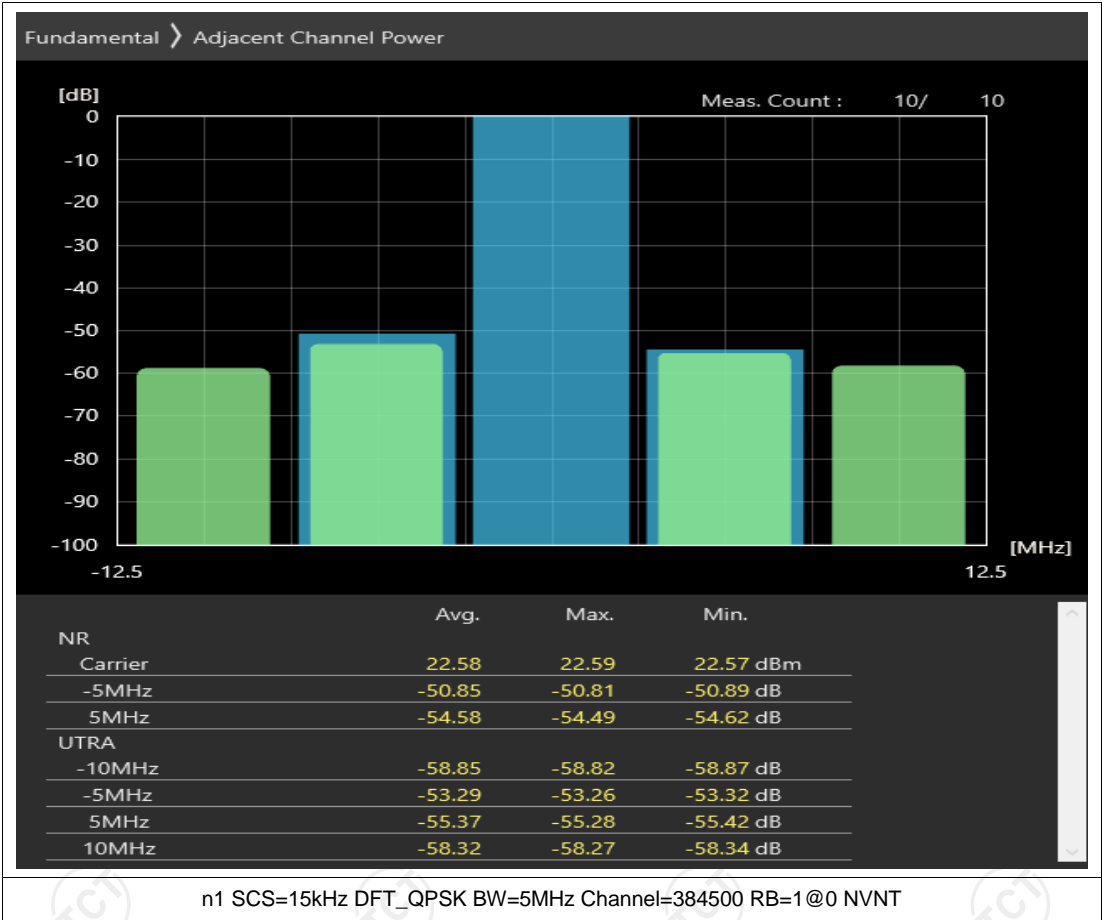 Fundamental ❯ Adjacent Channel Power
[dB]
Meas. Count : 10/ 10
0
-10
-20
-30
-40
-50
-60
-70
-80
-90
-100
[MHz]
-12.5 12.5
Avg. Max. Min.
NR
Carrier 22.58 22.59 22.57 dBm
-5MHz -50.85 -50.81 -50.89 dB
5MHz -54.58 -54.49 -54.62 dB
UTRA
-10MHz -58.85 -58.82 -58.87 dB
-5MHz -53.29 -53.26 -53.32 dB
5MHz -55.37 -55.28 -55.42 dB
10MHz -58.32 -58.27 -58.34 dB
n1 SCS=15kHz DFT_QPSK BW=5MHz Channel=384500 RB=1@0 NVNT
TCT TCT TCT TCT TCT